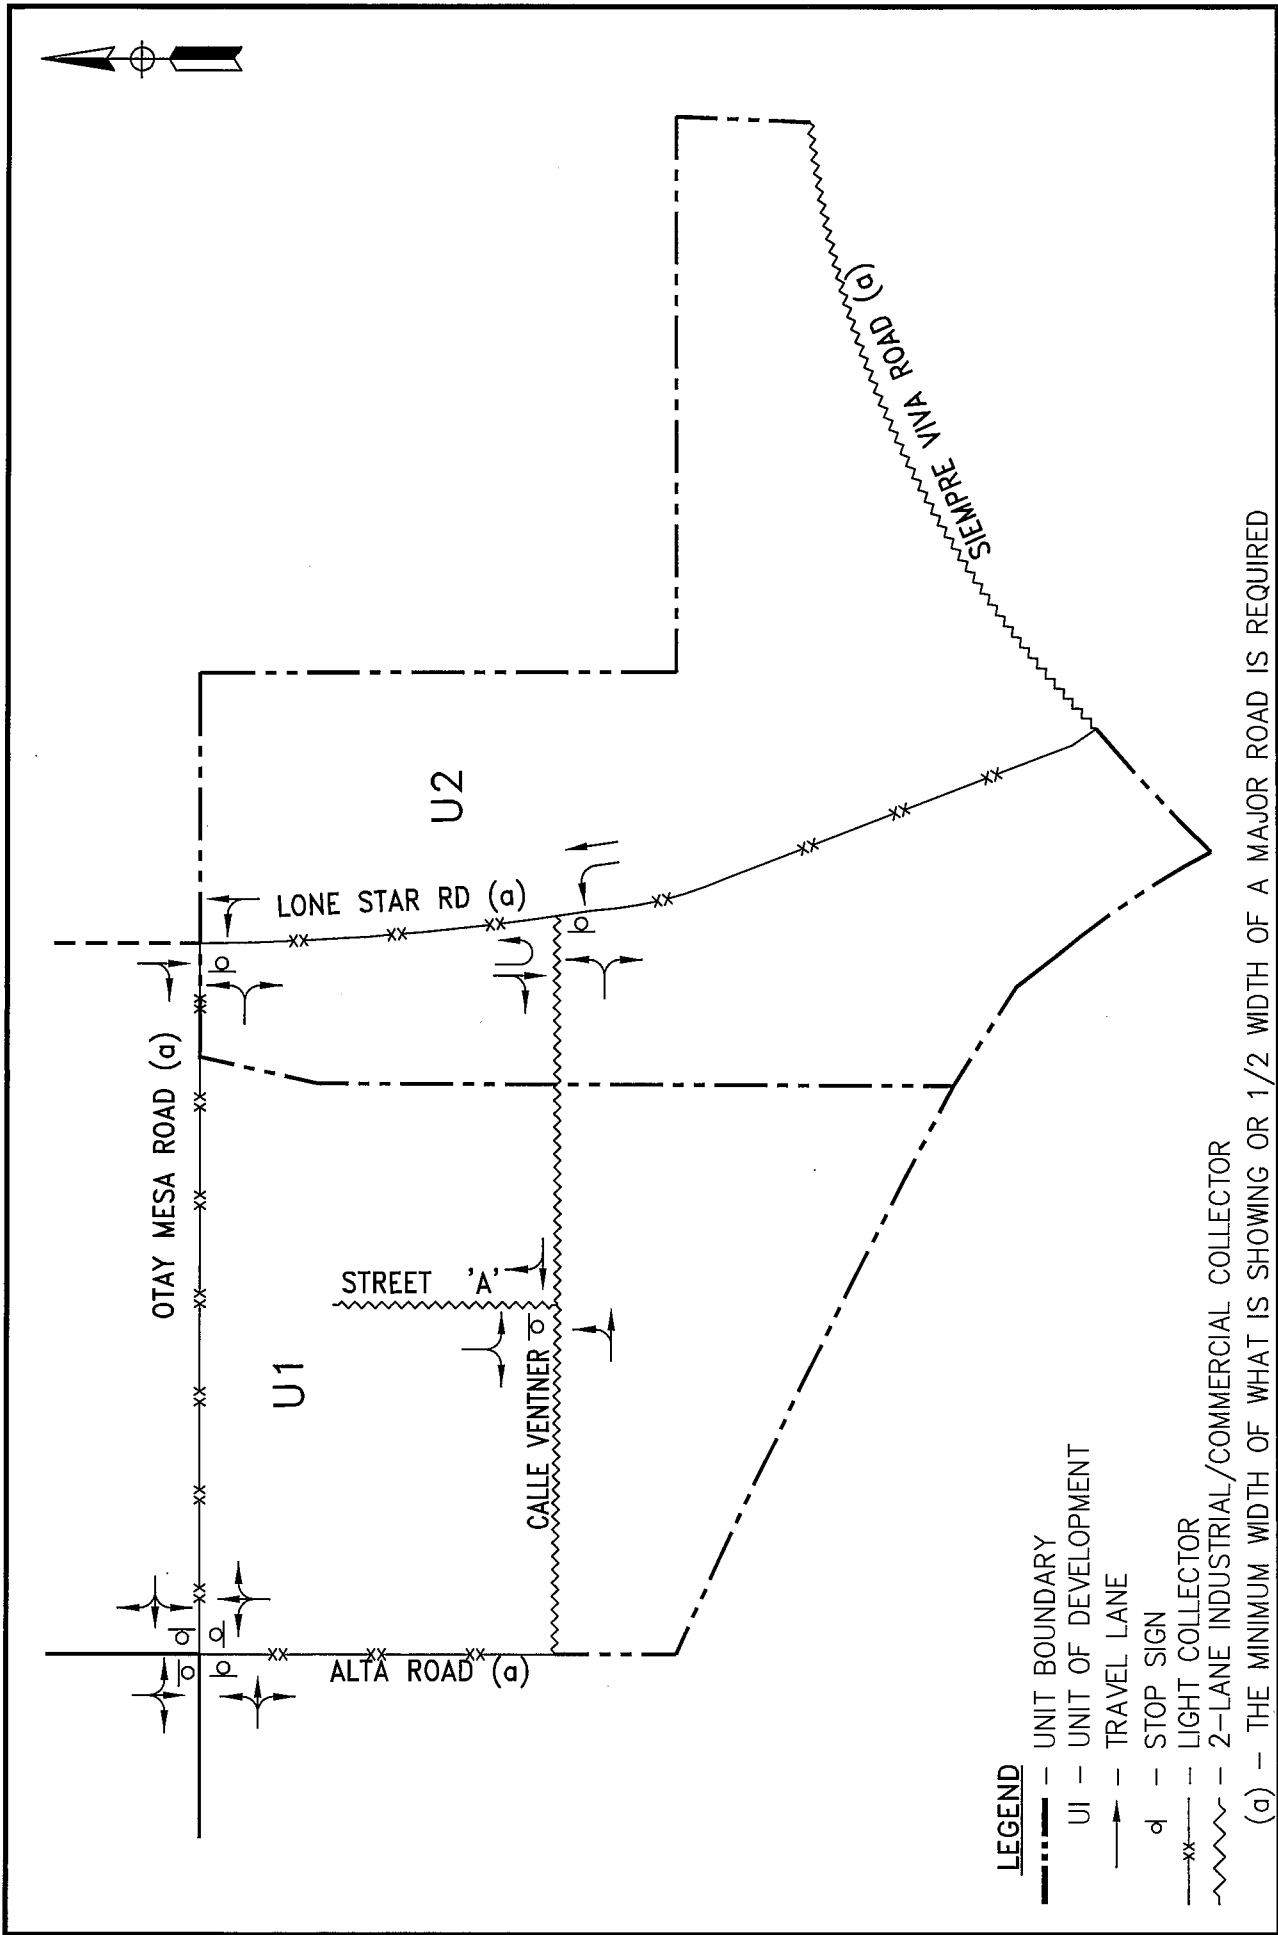 OTAY MESA ROAD (a)
U1
STREET 'A'
CALLE VENTNER
ALTA ROAD (a)
LONE STAR RD (a)
U2
SIEMPRE VIVA ROAD (a)
LEGEND
— UNIT BOUNDARY
UI — UNIT OF DEVELOPMENT
— TRAVEL LANE
— STOP SIGN
— LIGHT COLLECTOR
— 2-LANE INDUSTRIAL/COMMERCIAL COLLECTOR
(a) — THE MINIMUM WIDTH OF WHAT IS SHOWING OR 1/2 WIDTH OF A MAJOR ROAD IS REQUIRED